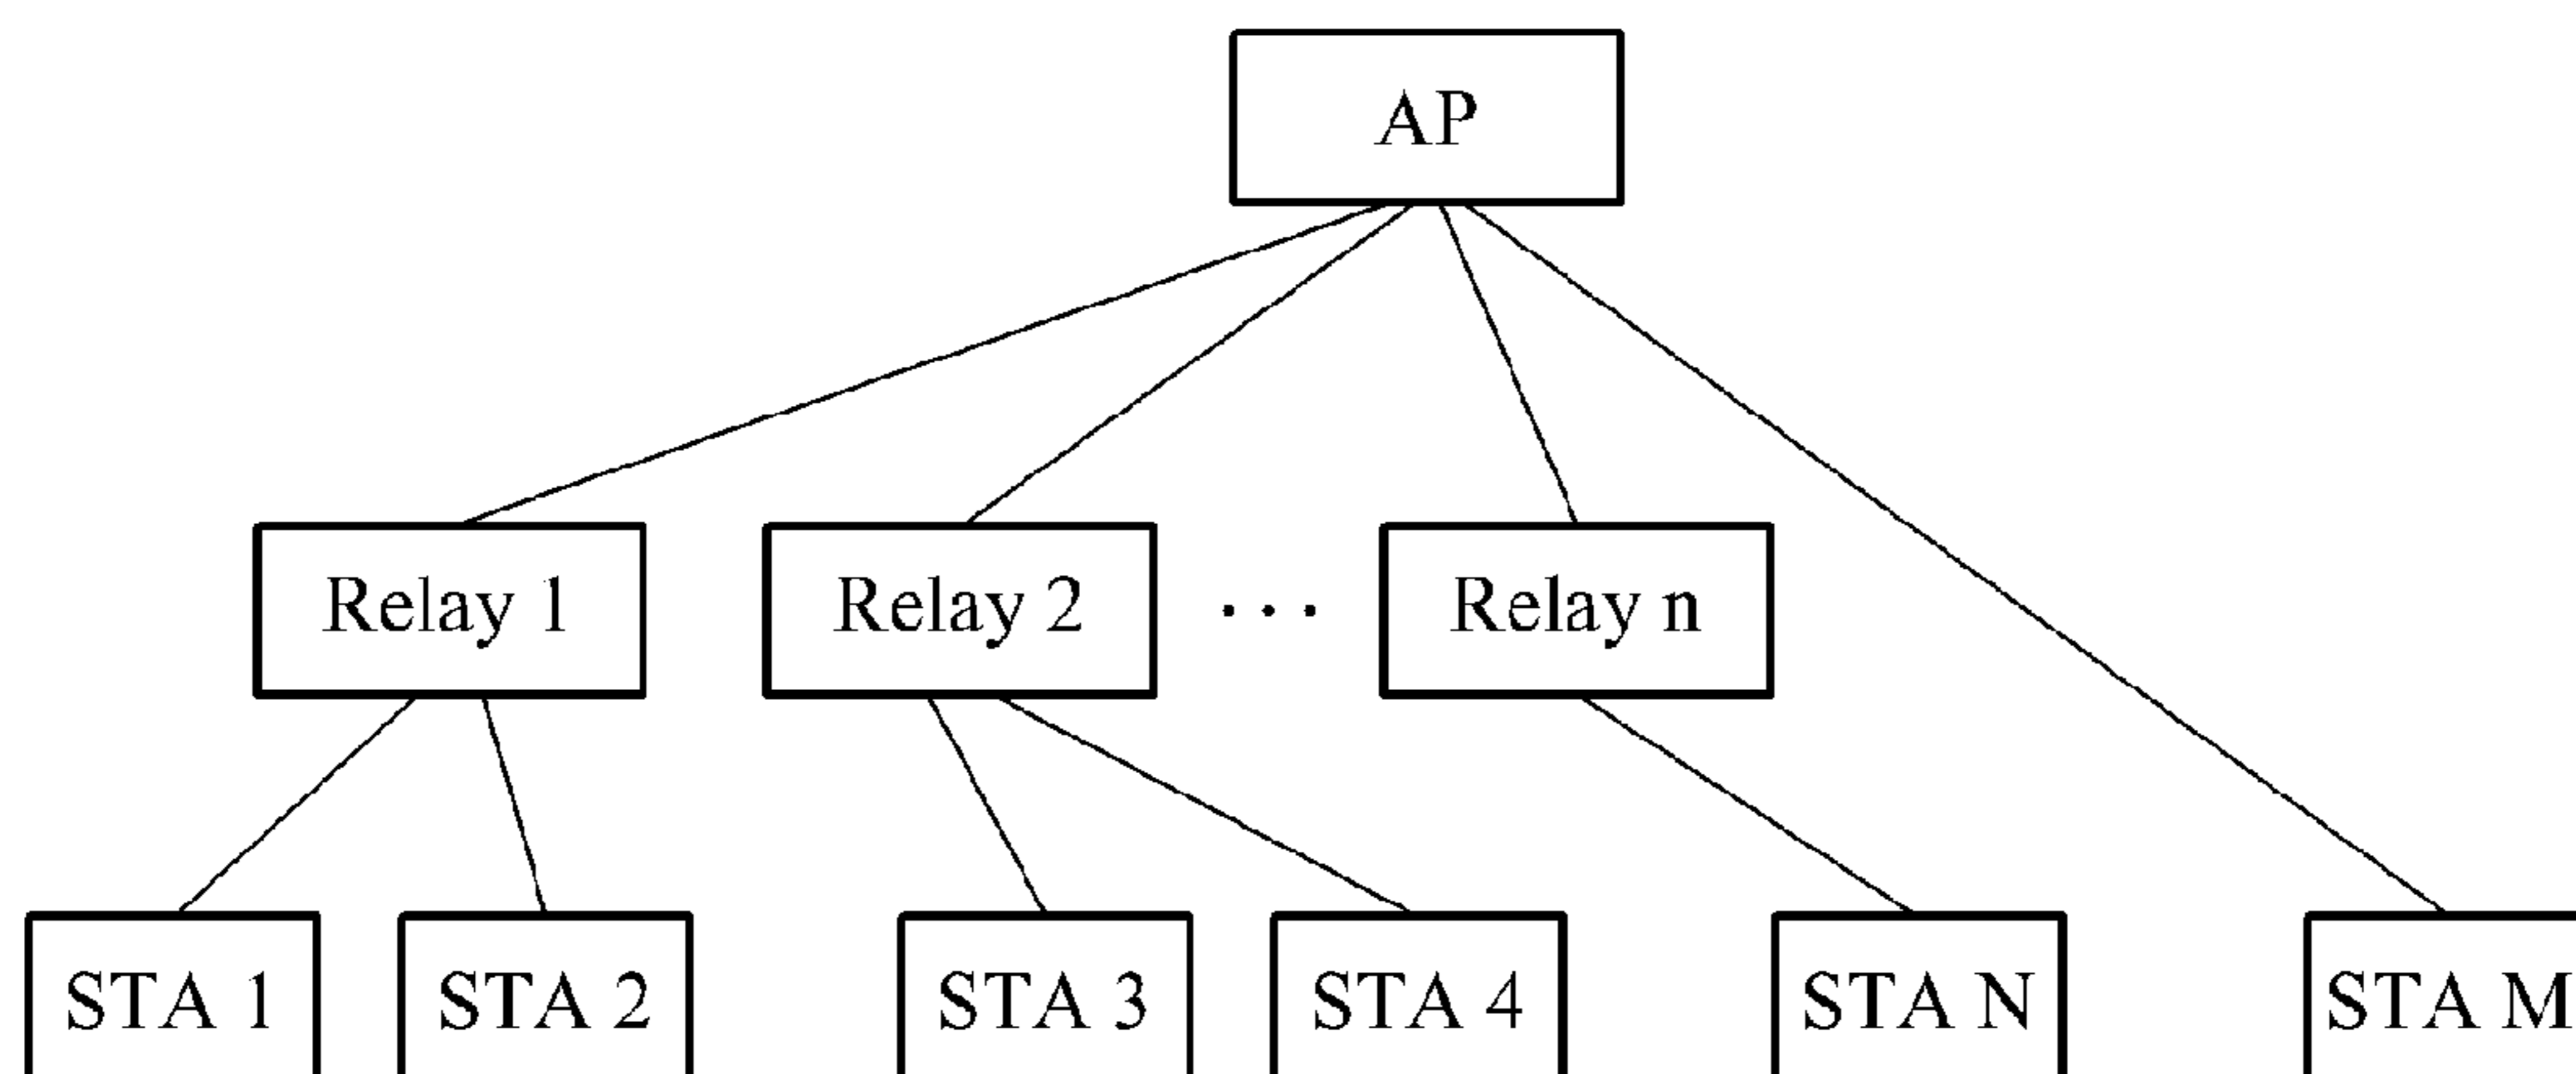 AP
Relay 1 Relay 2 ... Relay n
STA 1 STA 2 STA 3 STA 4 STA N STA M